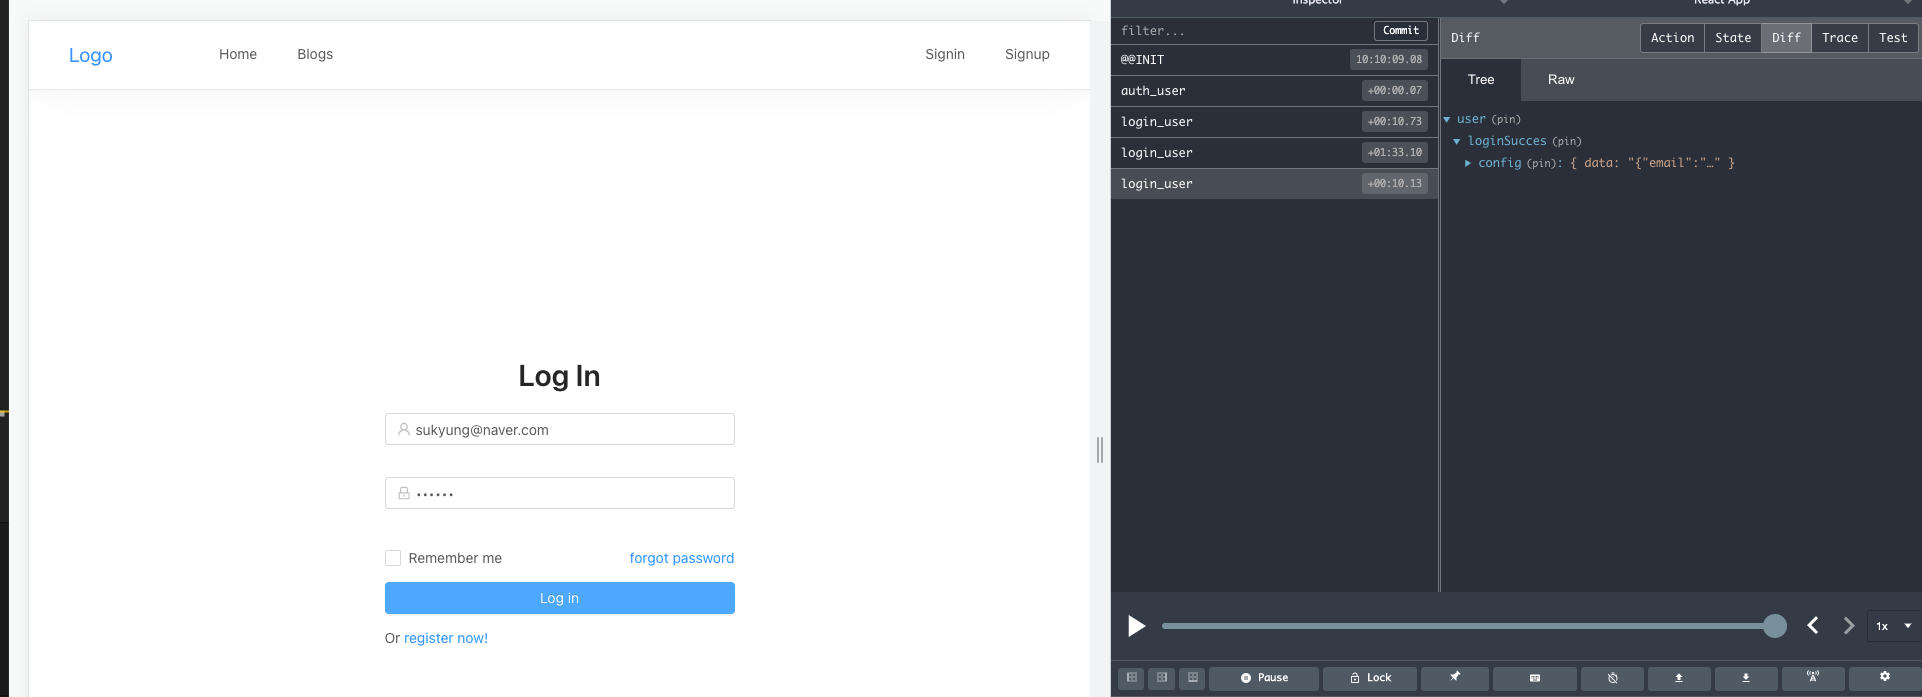 Inspector
React App
Logo
Home
Blogs
Signin
Signup
Log In
sukyung@naver.com
••••••
Remember me
forgot password
Log in
Or register now!
filter...
Commit
@@INIT
10:10:09.08
auth_user
+00:00.07
login_user
+00:10.73
login_user
+01:33.10
login_user
+00:10.13
Diff
Action
State
Diff
Trace
Test
Tree
Raw
user (pin)
loginSucces (pin)
config (pin): { data: "{"email":"…" }
1x
Pause
Lock